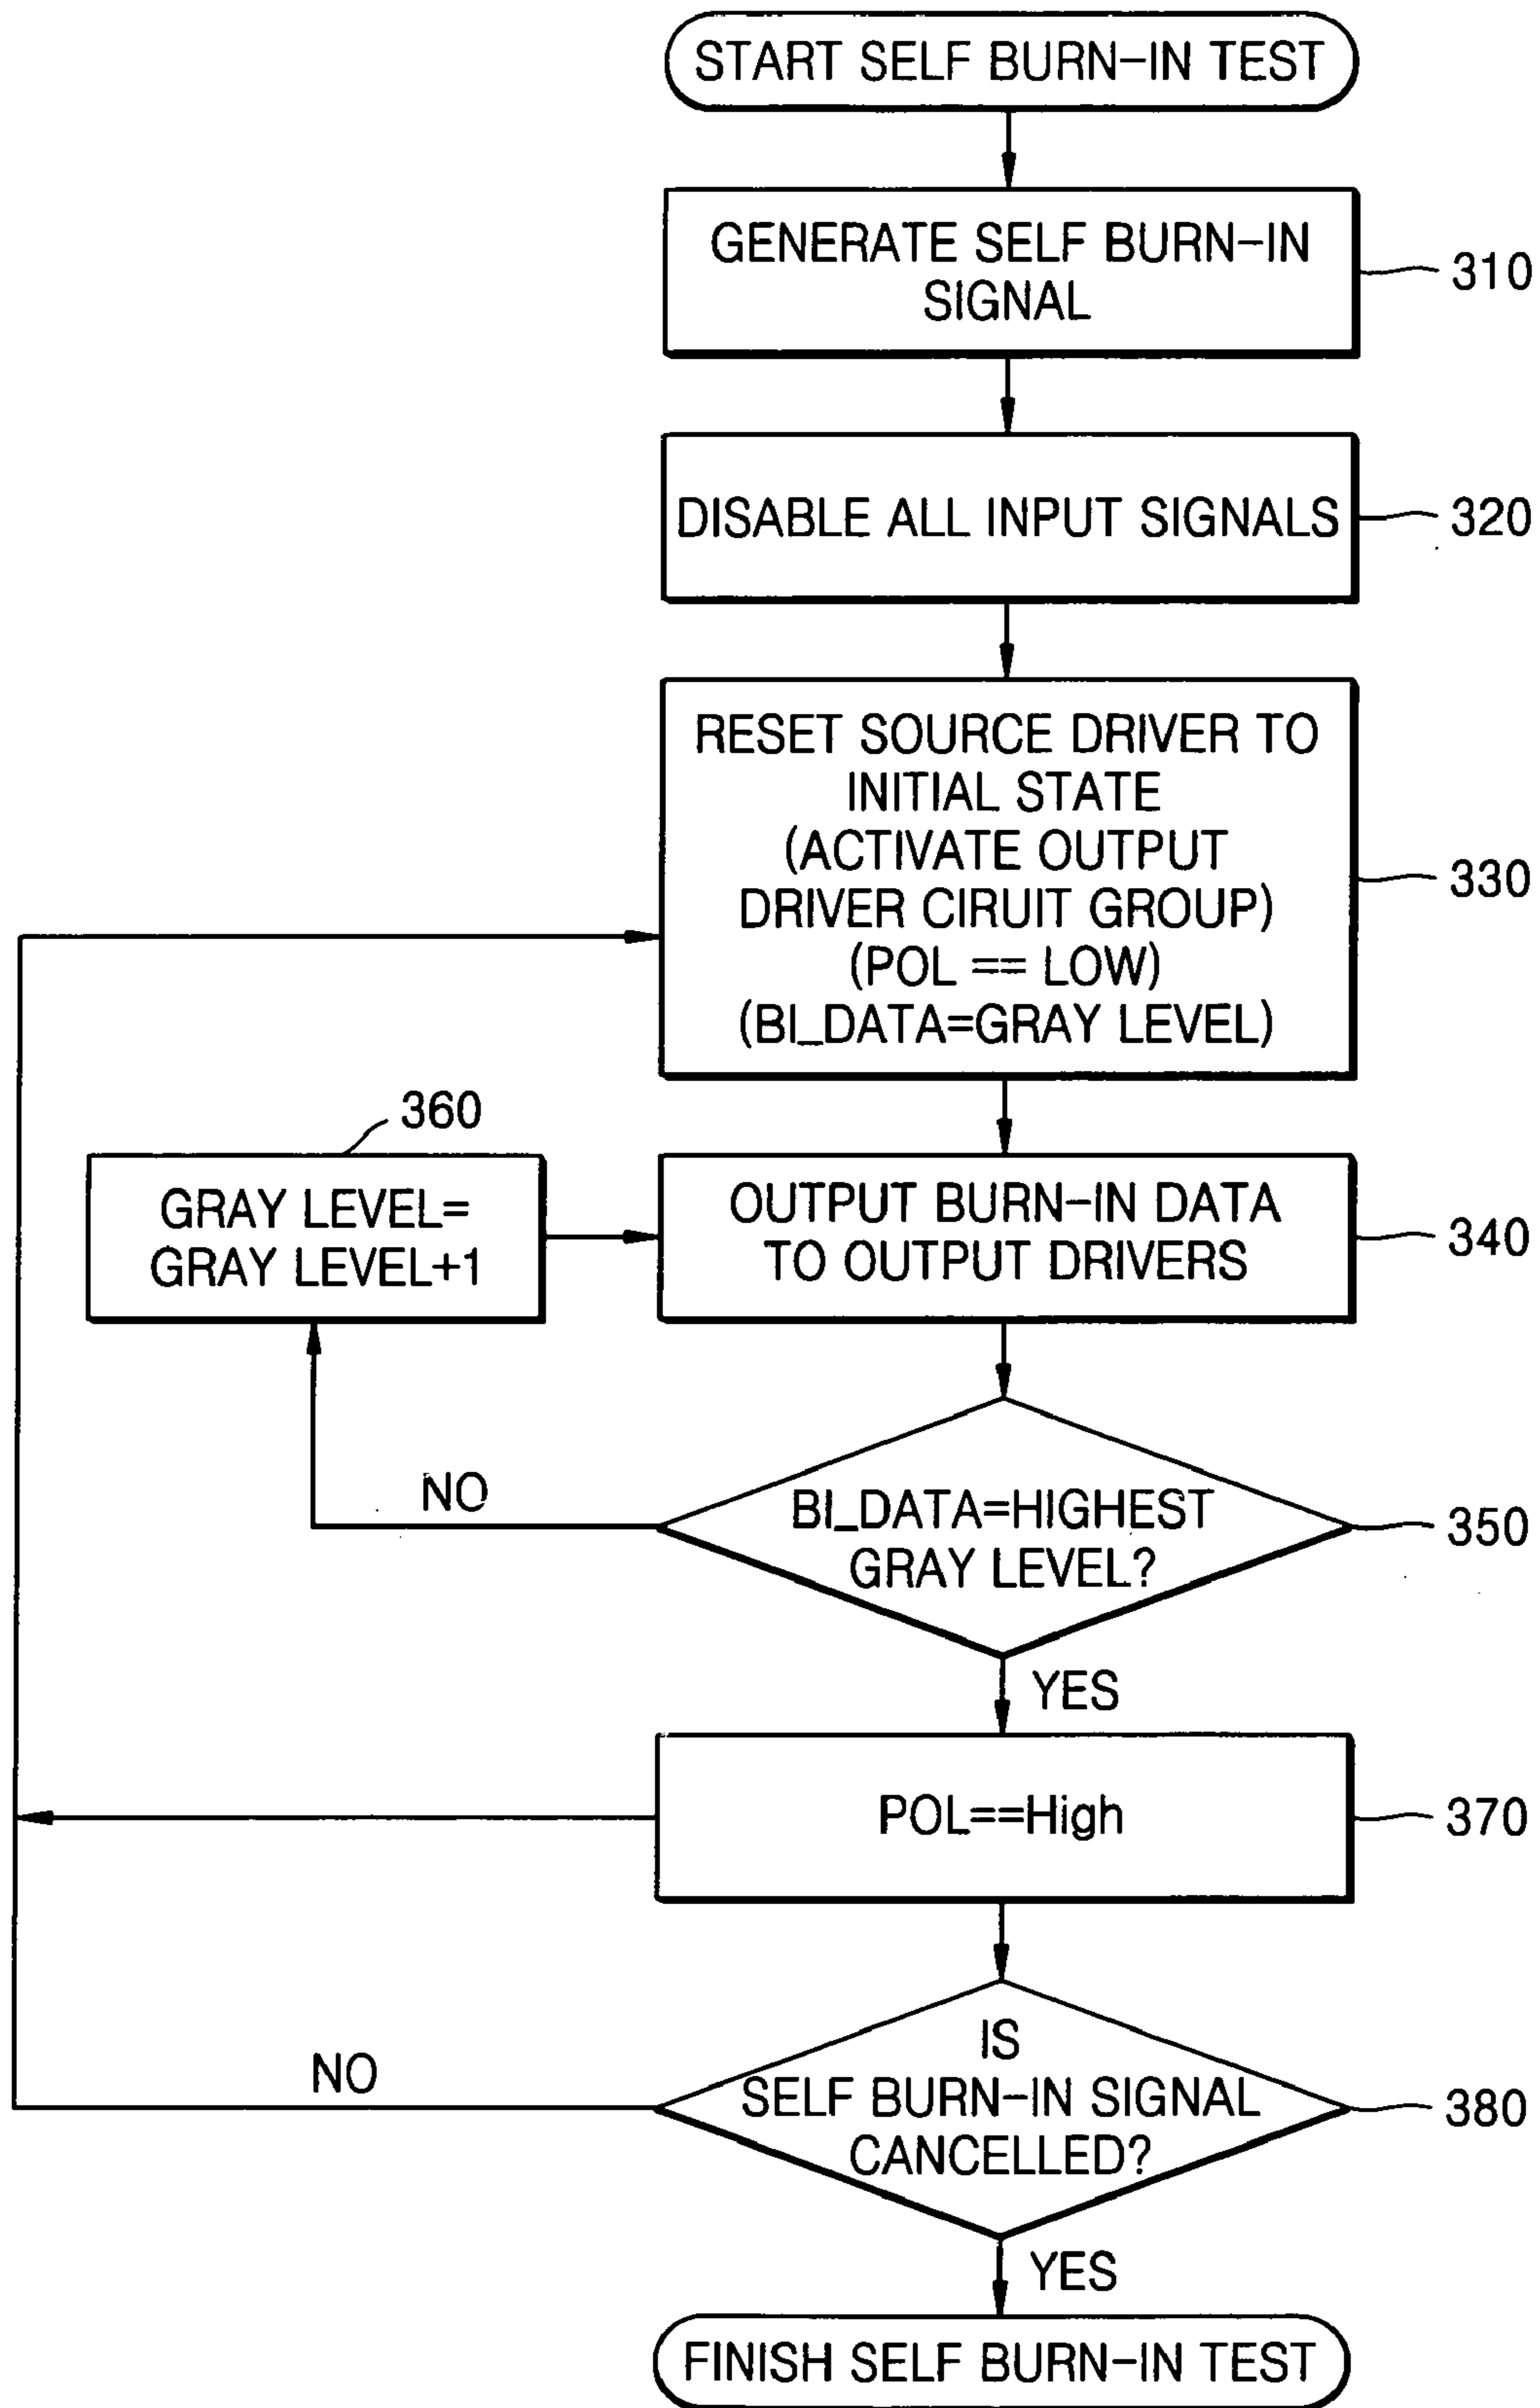 START SELF BURN-IN TEST
GENERATE SELF BURN-IN
SIGNAL
310
DISABLE ALL INPUT SIGNALS
320
RESET SOURCE DRIVER TO
INITIAL STATE
(ACTIVATE OUTPUT
DRIVER CIRUIT GROUP)
(POL == LOW)
(BI_DATA=GRAY LEVEL)
330
360
GRAY LEVEL=
GRAY LEVEL+1
OUTPUT BURN-IN DATA
TO OUTPUT DRIVERS
340
NO
BI_DATA=HIGHEST
GRAY LEVEL?
350
YES
POL==High
370
NO
IS
SELF BURN-IN SIGNAL
CANCELLED?
380
YES
FINISH SELF BURN-IN TEST